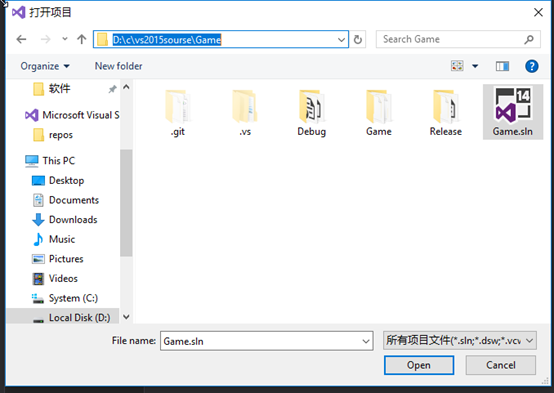 打开项目
D:\c\vs2015sourse\Game
Search Game
Organize
New folder
软件
Microsoft Visual S
repos
This PC
Desktop
Documents
Downloads
Music
Pictures
Videos
System (C:)
Local Disk (D:)
.git
.vs
Debug
Game
Release
14
Game.sln
File name:
Game.sln
所有项目文件(*.sln;*.dsw;*.vcw
Open
Cancel